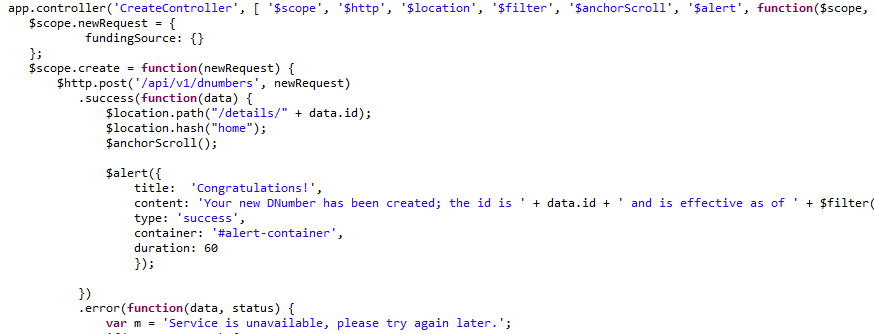 app.controller('CreateController', [ '$scope', '$http', '$location', '$filter', '$anchorScroll', '$alert', function($scope,
$scope.newRequest = {
fundingSource: {}
};
$scope.create = function(newRequest) {
$http.post('/api/v1/dnumbers', newRequest)
.success(function(data) {
$location.path("/details/" + data.id);
$location.hash("home");
$anchorScroll();
$alert({
title: 'Congratulations!',
content: 'Your new DNumber has been created; the id is ' + data.id + ' and is effective as of ' + $filter(
type: 'success',
container: '#alert-container',
duration: 60
});
})
.error(function(data, status) {
var m = 'Service is unavailable, please try again later.';